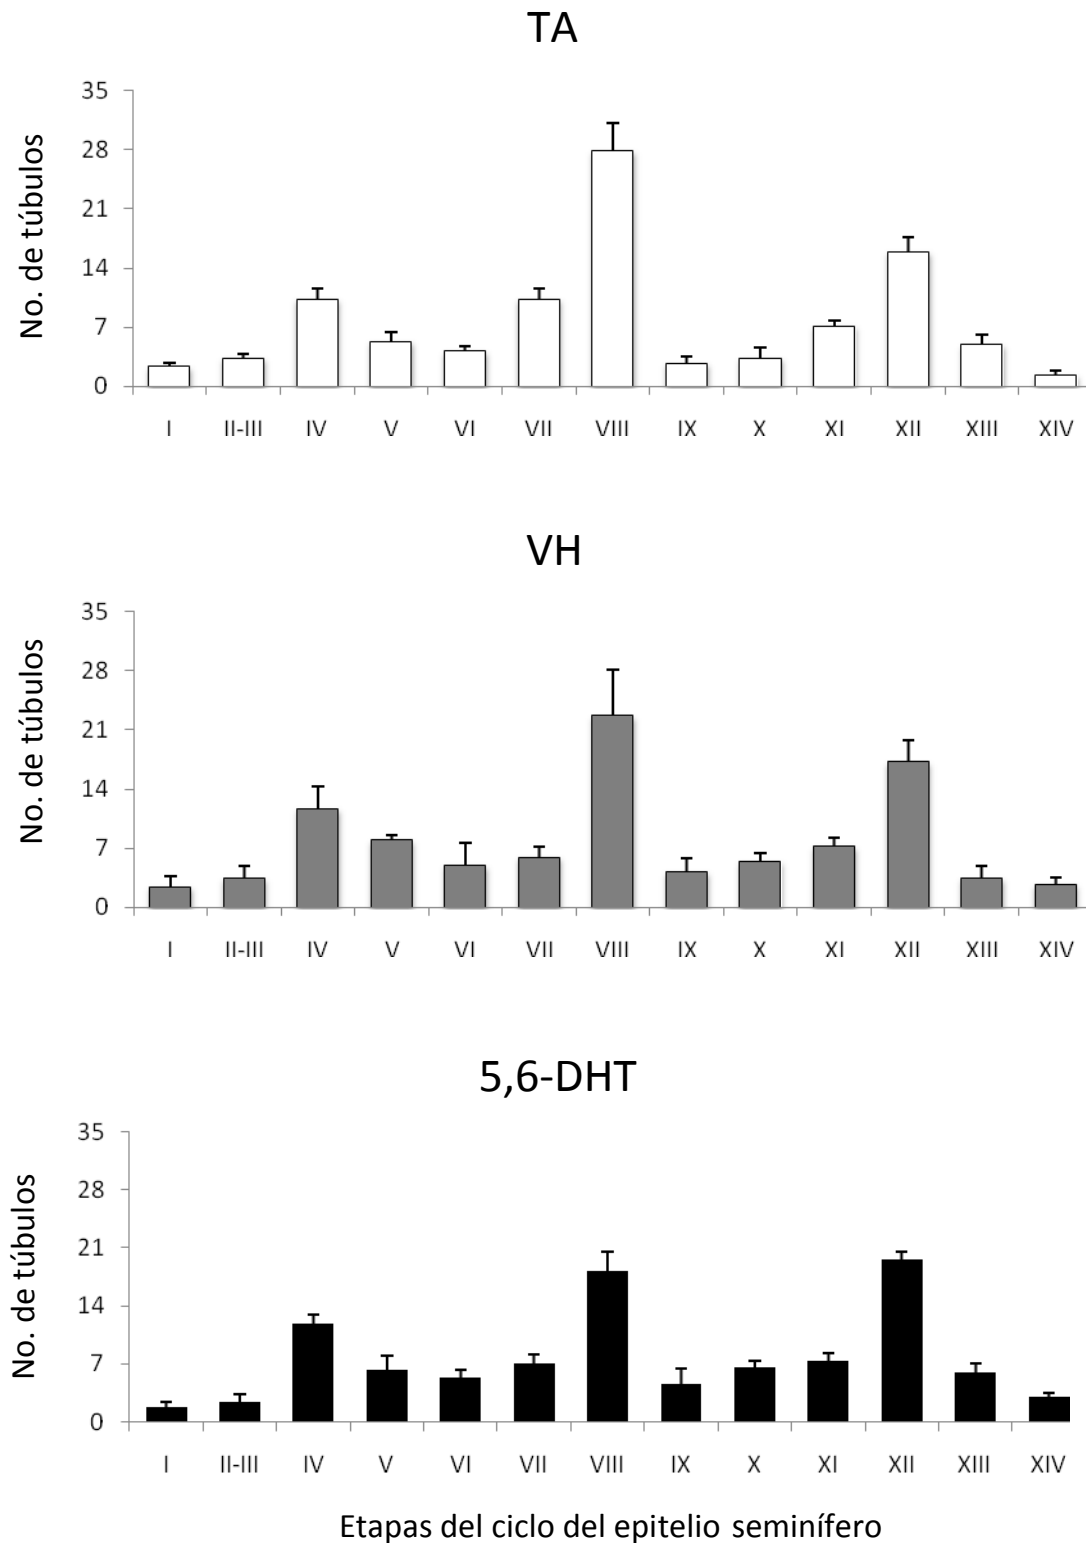 TA
35
28
21
14
7
0
No. de túbulos
I II-III IV V VI VII VIII IX X XI XII XIII XIV
VH
35
28
21
14
7
0
No. de túbulos
I II-III IV V VI VII VIII IX X XI XII XIII XIV
5,6-DHT
35
28
21
14
7
0
No. de túbulos
I II-III IV V VI VII VIII IX X XI XII XIII XIV
Etapas del ciclo del epitelio seminífero